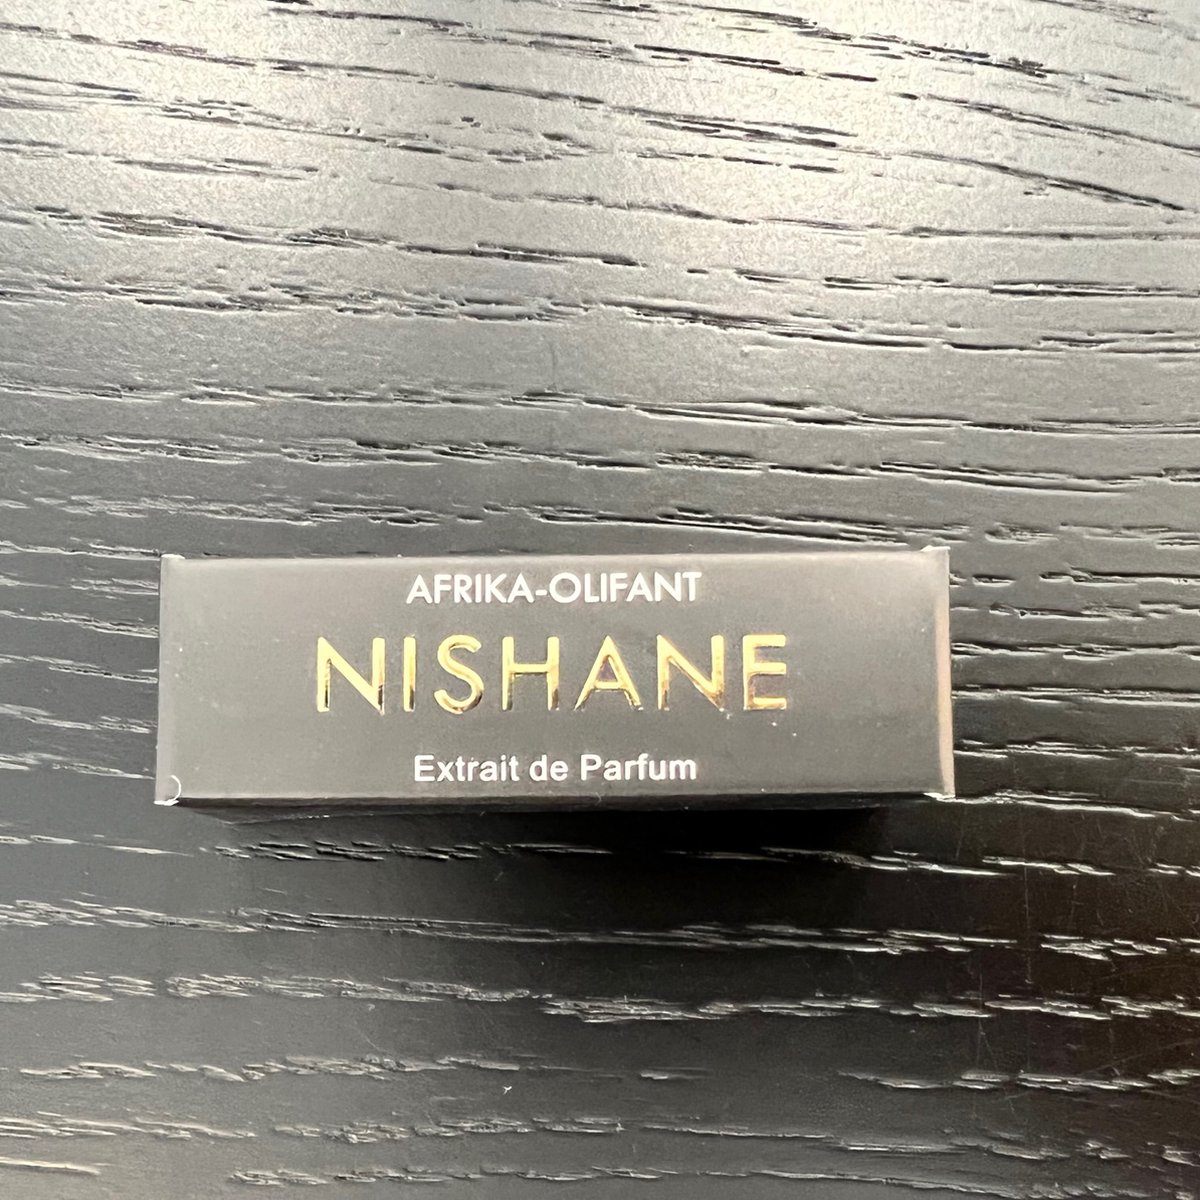 AFRIKA-OLIFANT
NISHANE
Extrait de Parfum